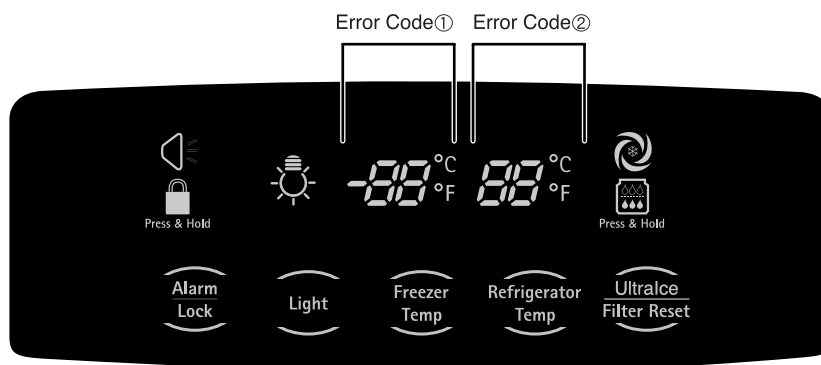 Error Code① Error Code②
-88 °C 88 °C
°F °F
Press & Hold Press & Hold
Alarm Light Freezer Refrigerator UltraIce
Lock Temp Temp Filter Reset